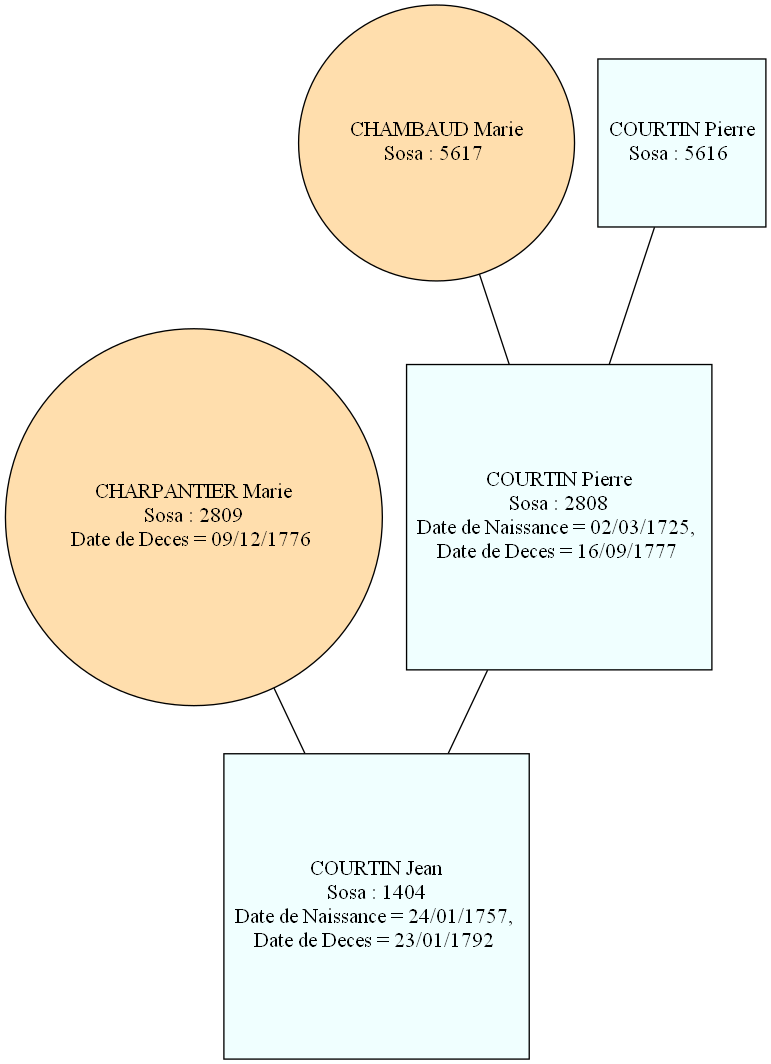 CHAMBAUD Marie
Sosa : 5617
COURTIN Pierre
Sosa : 5616
CHARPANTIER Marie
Sosa : 2809
Date de Deces = 09/12/1776
COURTIN Pierre
Sosa : 2808
Date de Naissance = 02/03/1725,
Date de Deces = 16/09/1777
COURTIN Jean
Sosa : 1404
Date de Naissance = 24/01/1757,
Date de Deces = 23/01/1792